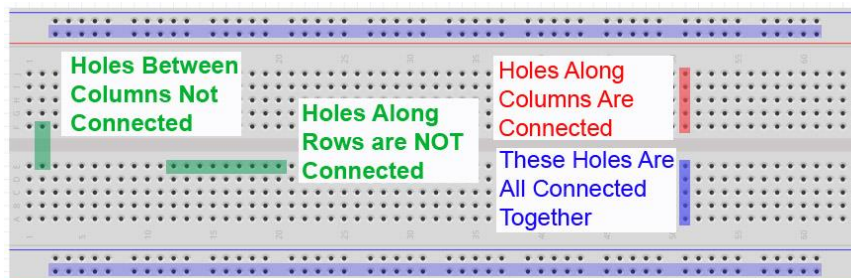 Holes Between
Columns Not
Connected
Holes Along
Rows are NOT
Connected
Holes Along
Columns Are
Connected
These Holes Are
All Connected
Together